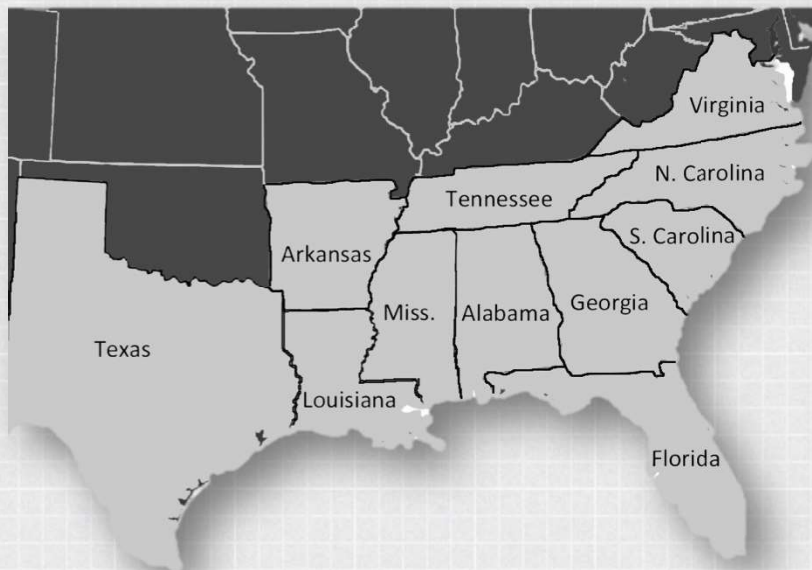 Virginia
N. Carolina
Tennessee
S. Carolina
Arkansas
Georgia
Miss.
Alabama
Texas
Louisiana
Florida